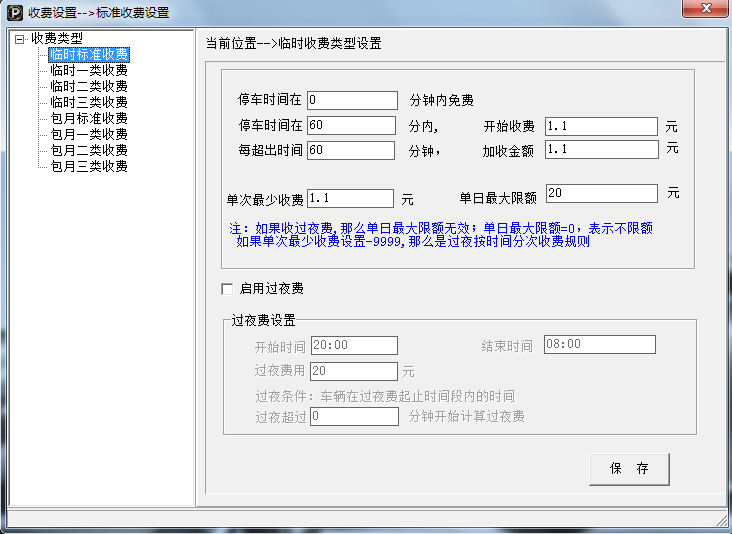 收费设置-->标准收费设置
收费类型
临时标准收费
临时一类收费
临时二类收费
临时三类收费
包月标准收费
包月一类收费
包月二类收费
包月三类收费
当前位置-->临时收费类型设置
停车时间在 0 分钟内免费
停车时间在 60 分内, 开始收费 1.1 元
每超出时间 60 分钟， 加收金额 1.1 元
单次最少收费 1.1 元 单日最大限额 20 元
注：如果收过夜费,那么单日最大限额无效；单日最大限额=0，表示不限额
如果单次最少收费设置-9999,那么是过夜按时间分次收费规则
启用过夜费
过夜费设置
开始时间 20:00 结束时间 08:00
过夜费用 20 元
过夜条件：车辆在过夜费起止时间段内的时间
过夜超过 0 分钟开始计算过夜费
保 存